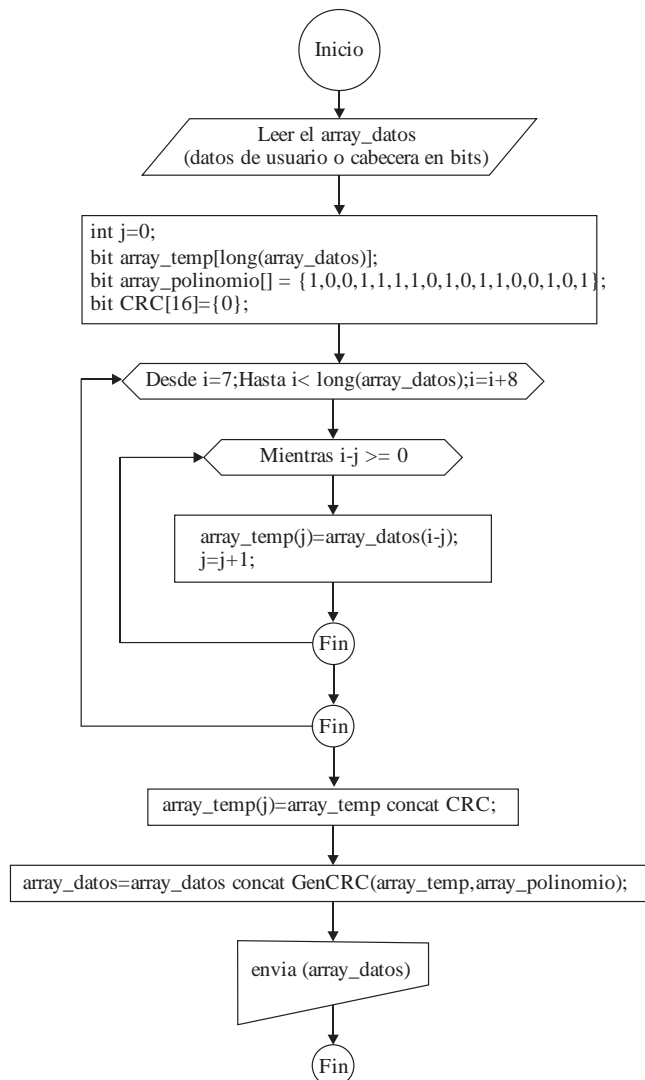 Inicio
Leer el array_datos
(datos de usuario o cabecera en bits)
int j=0;
bit array_temp[long(array_datos)];
bit array_polinomio[] = {1,0,0,1,1,1,1,0,1,0,1,1,0,0,1,0,1};
bit CRC[16]={0};
Desde i=7;Hasta i< long(array_datos);i=i+8
Mientras i-j >= 0
array_temp(j)=array_datos(i-j);
j=j+1;
Fin
Fin
array_temp(j)=array_temp concat CRC;
array_datos=array_datos concat GenCRC(array_temp,array_polinomio);
envia (array_datos)
Fin